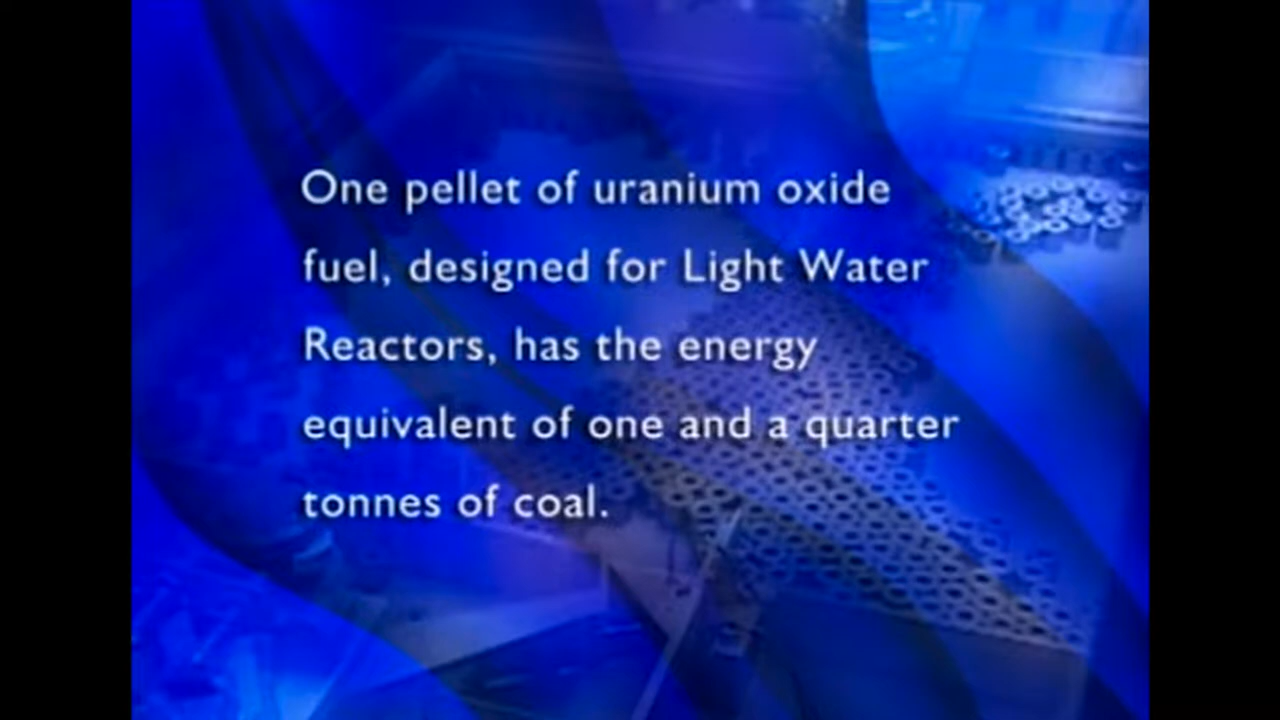 One pellet of uranium oxide
fuel, designed for Light Water
Reactors, has the energy
equivalent of one and a quarter
tonnes of coal.